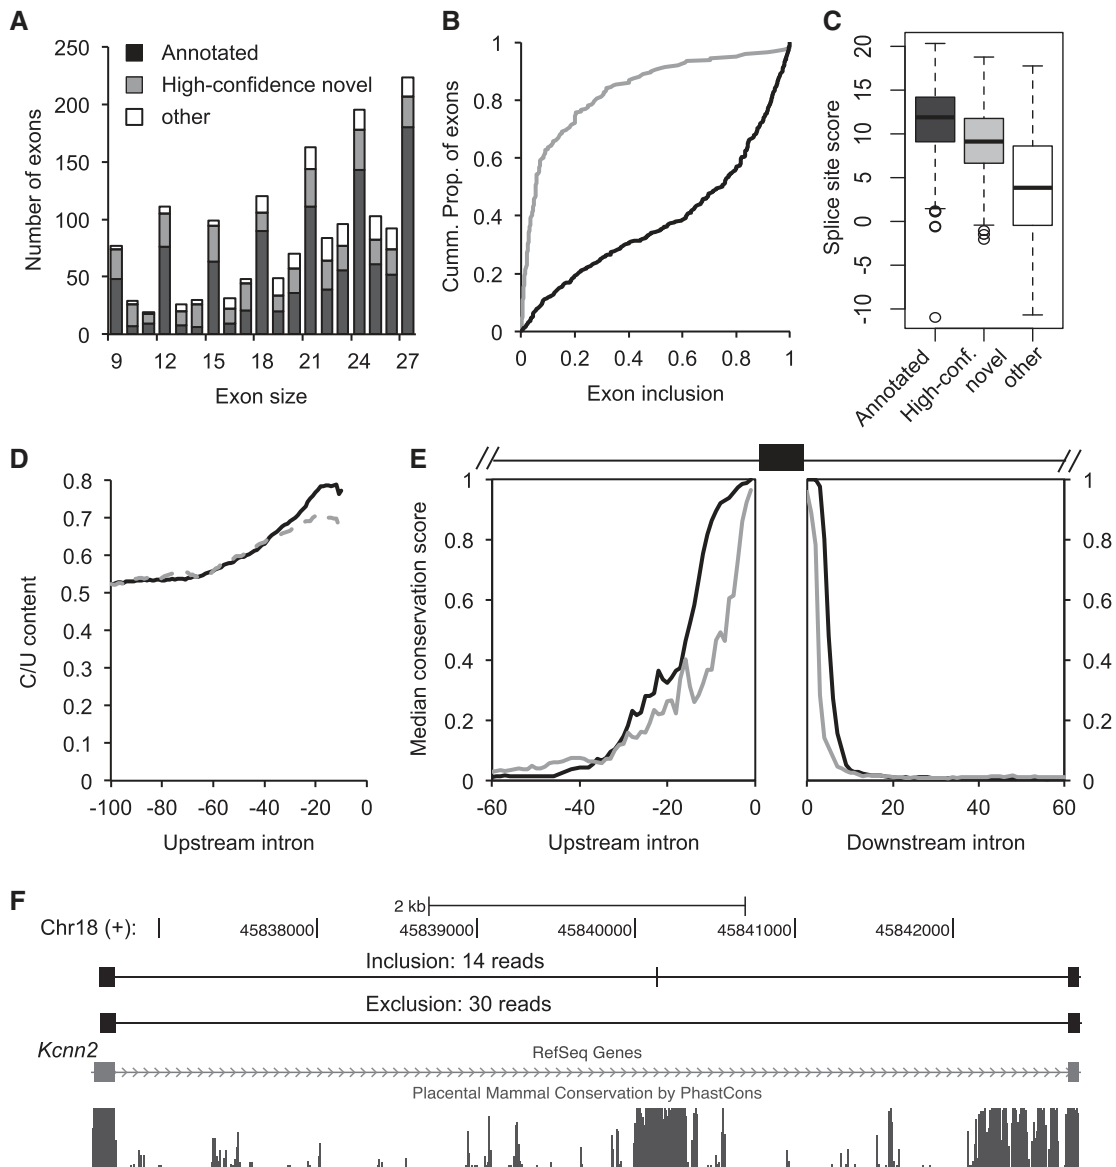 A
250
200
150
100
50
0
Number of exons
Annotated
High-confidence novel
other
9 12 15 18 21 24 27
Exon size
B
1
0.8
0.6
0.4
0.2
0
Cumm. Prop. of exons
0 0.2 0.4 0.6 0.8 1
Exon inclusion
C
20
15
10
5
0
-5
-10
Splice site score
Annotated
High-conf.
novel
other
D
0.8
0.7
0.6
0.5
0.4
0.3
0.2
0.1
0
C/U content
-100 -80 -60 -40 -20 0
Upstream intron
E
1
0.8
0.6
0.4
0.2
0
Median conservation score
-60 -40 -20 0
Upstream intron
0 20 40 60
Downstream intron
1
0.8
0.6
0.4
0.2
0
F
2 kb
Chr18 (+): 45838000 45839000 45840000 45841000 45842000
Inclusion: 14 reads
Exclusion: 30 reads
Kcnn2
RefSeq Genes
Placental Mammal Conservation by PhastCons